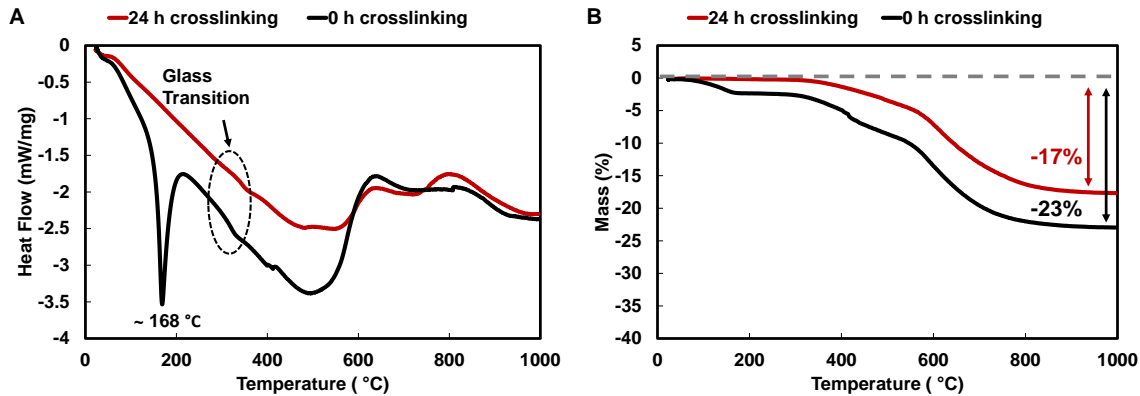 A
24 h crosslinking
0 h crosslinking
0
-0.5
-1
-1.5
-2
-2.5
-3
-3.5
-4
Heat Flow (mW/mg)
Glass
Transition
~ 168 °C
0
200
400
600
800
1000
Temperature ( °C)
B
24 h crosslinking
0 h crosslinking
5
0
-5
-10
-15
-20
-25
-30
-35
-40
Mass (%)
-17%
-23%
0
200
400
600
800
1000
Temperature ( °C)